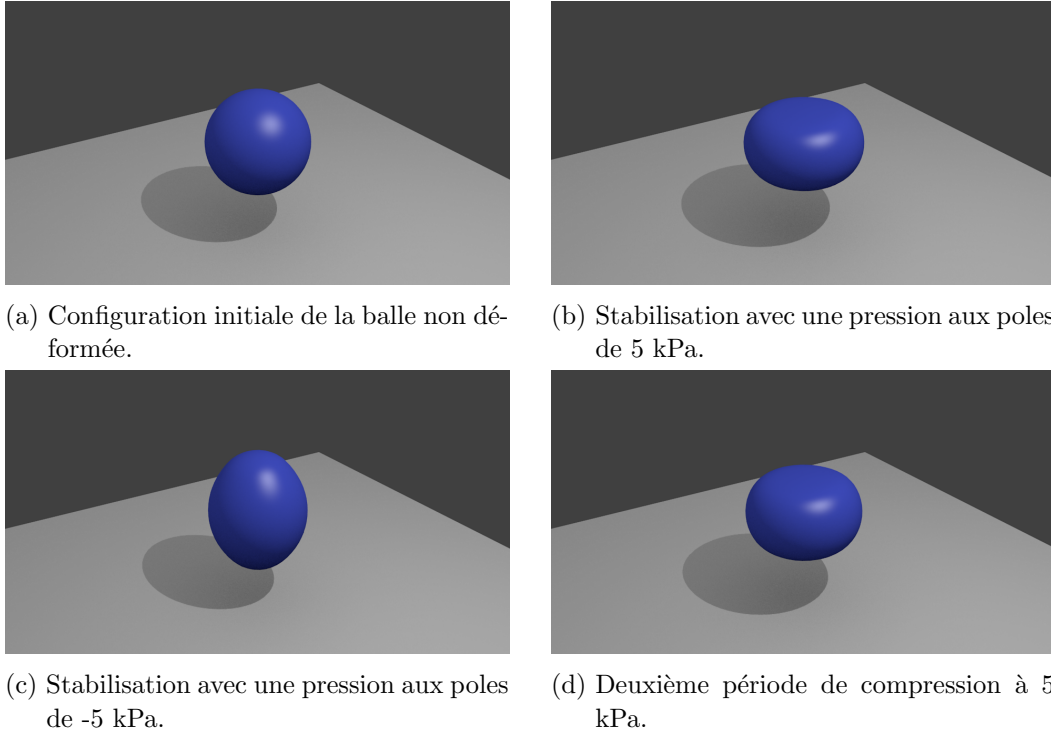 (a) Configuration initiale de la balle non dé-
formée.
(b) Stabilisation avec une pression aux poles
de 5 kPa.
(c) Stabilisation avec une pression aux poles
de -5 kPa.
(d) Deuxième période de compression à 5
kPa.